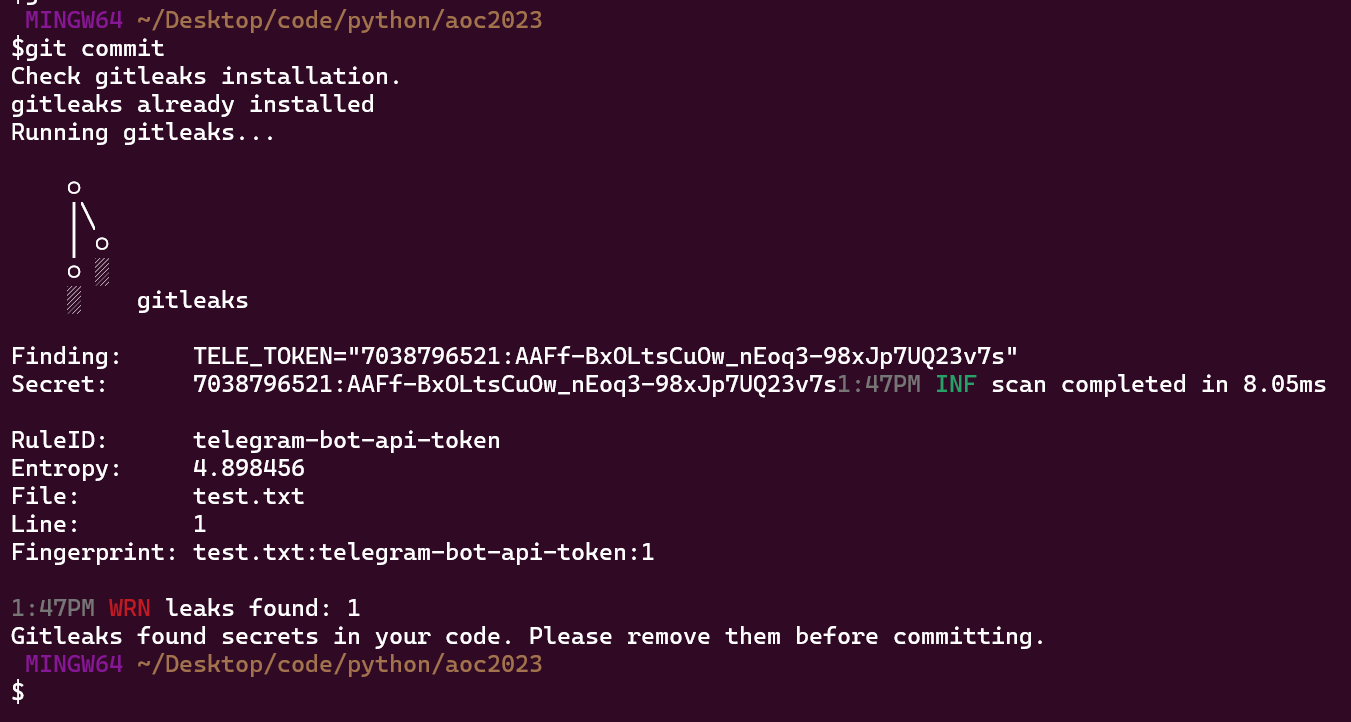 MINGW64 ~/Desktop/code/python/aoc2023
$git commit
Check gitleaks installation.
gitleaks already installed
Running gitleaks...
○
│╲
│ ○
○ ░
░    gitleaks
Finding:     TELE_TOKEN="7038796521:AAFf-BxOLtsCuOw_nEoq3-98xJp7UQ23v7s"
Secret:      7038796521:AAFf-BxOLtsCuOw_nEoq3-98xJp7UQ23v7s1:47PM INF scan completed in 8.05ms
RuleID:      telegram-bot-api-token
Entropy:     4.898456
File:        test.txt
Line:        1
Fingerprint: test.txt:telegram-bot-api-token:1
1:47PM WRN leaks found: 1
Gitleaks found secrets in your code. Please remove them before committing.
MINGW64 ~/Desktop/code/python/aoc2023
$